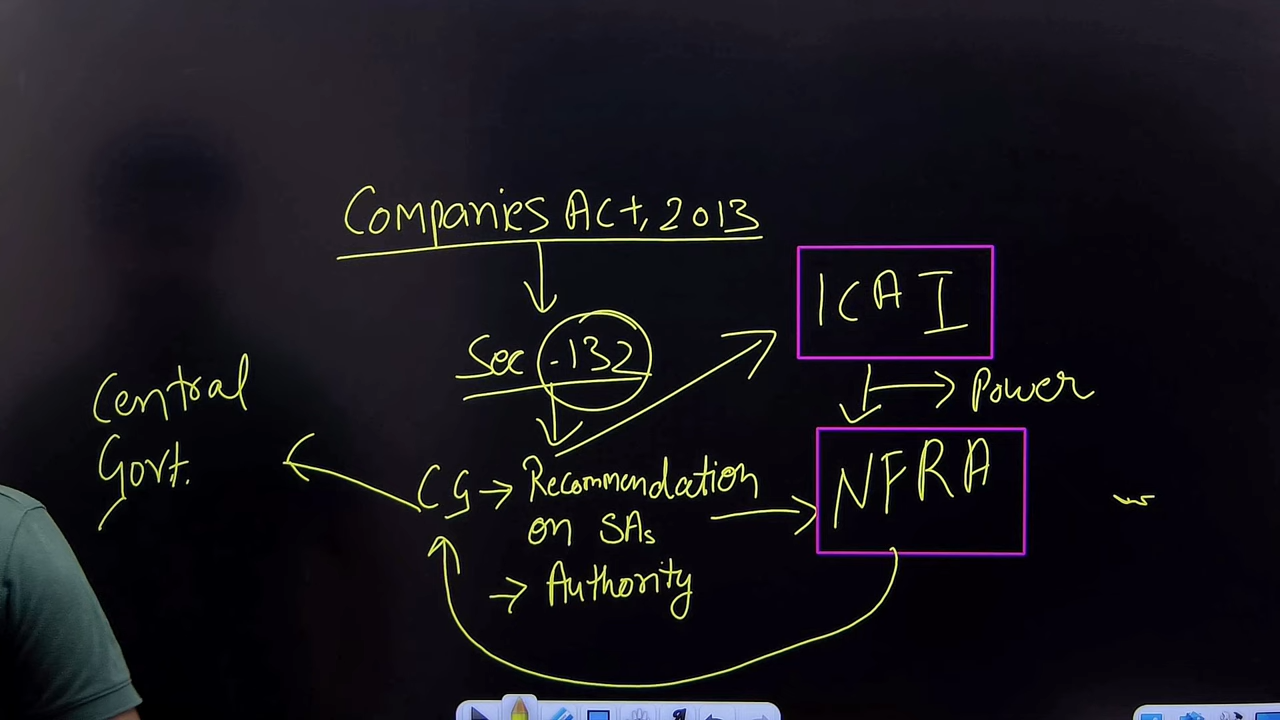 Companies Act, 2013
Sec-132
ICAI
Power
Central
Govt.
CG → Recommendation
on SAs
→ Authority
NFRA